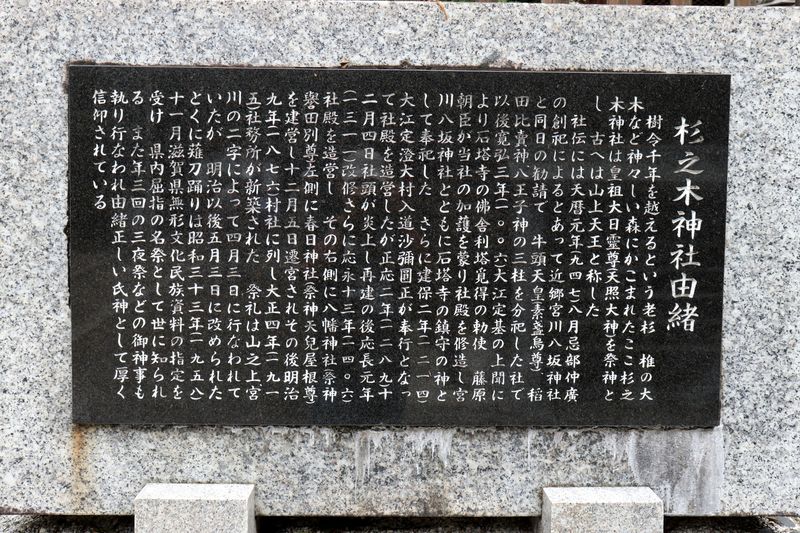 杉之木神社由緒
樹令千年を越えるという老杉　椎の大
木など神々しい森にかこまれたここ杉之
木神社は皇祖大日霊尊天照大神を祭神と
し　古へは山上天王と称した
社伝には天暦元年九四七八月忌部仲廣
の創祀によるとあって近郷宮川八坂神社
と同日の勧請で　牛頭天皇（素盞鳥尊）稲
田比賣神八王子神の三柱を分祀した社で
以後寛弘三年一〇〇六大江定基の上聞に
より石塔寺の佛舎利塔覓得の勅使　藤原
朝臣が当社の加護を蒙り社殿を修造し宮
川八坂神社とともに石塔寺の鎮守の神と
して奉祀した　さらに建保二年（一二一四）
大江定澄大村入道沙彌圓正が奉行となっ
て社殿を造営したが正応二年（一二八九）十
二月四日社頭が炎上し再建の後応長元年
（一三一一）改修さらに応永十三年（一四〇六）
社殿を造営し　その右側に八幡神社（祭神
誉田別尊左側に春日神社（祭神天兒屋根尊
を建営し十二月五日遷宮されその後明治
九年（一八七六村社に列し大正四年（一九一
五社務所が新築された　祭礼は山之上宮
川の二字によって四月三日に行なわれて
いたが　明治以後五月三日に改められた
とくに薙刀踊りは昭和三十三年（一九五八
十一月滋賀県無形文化民族資料の指定を
受け　県内屈指の名祭として世に知られ
る　また年三回の三夜祭などの御神事も
執り行なわれ由緒正しい氏神として厚く
信仰されている